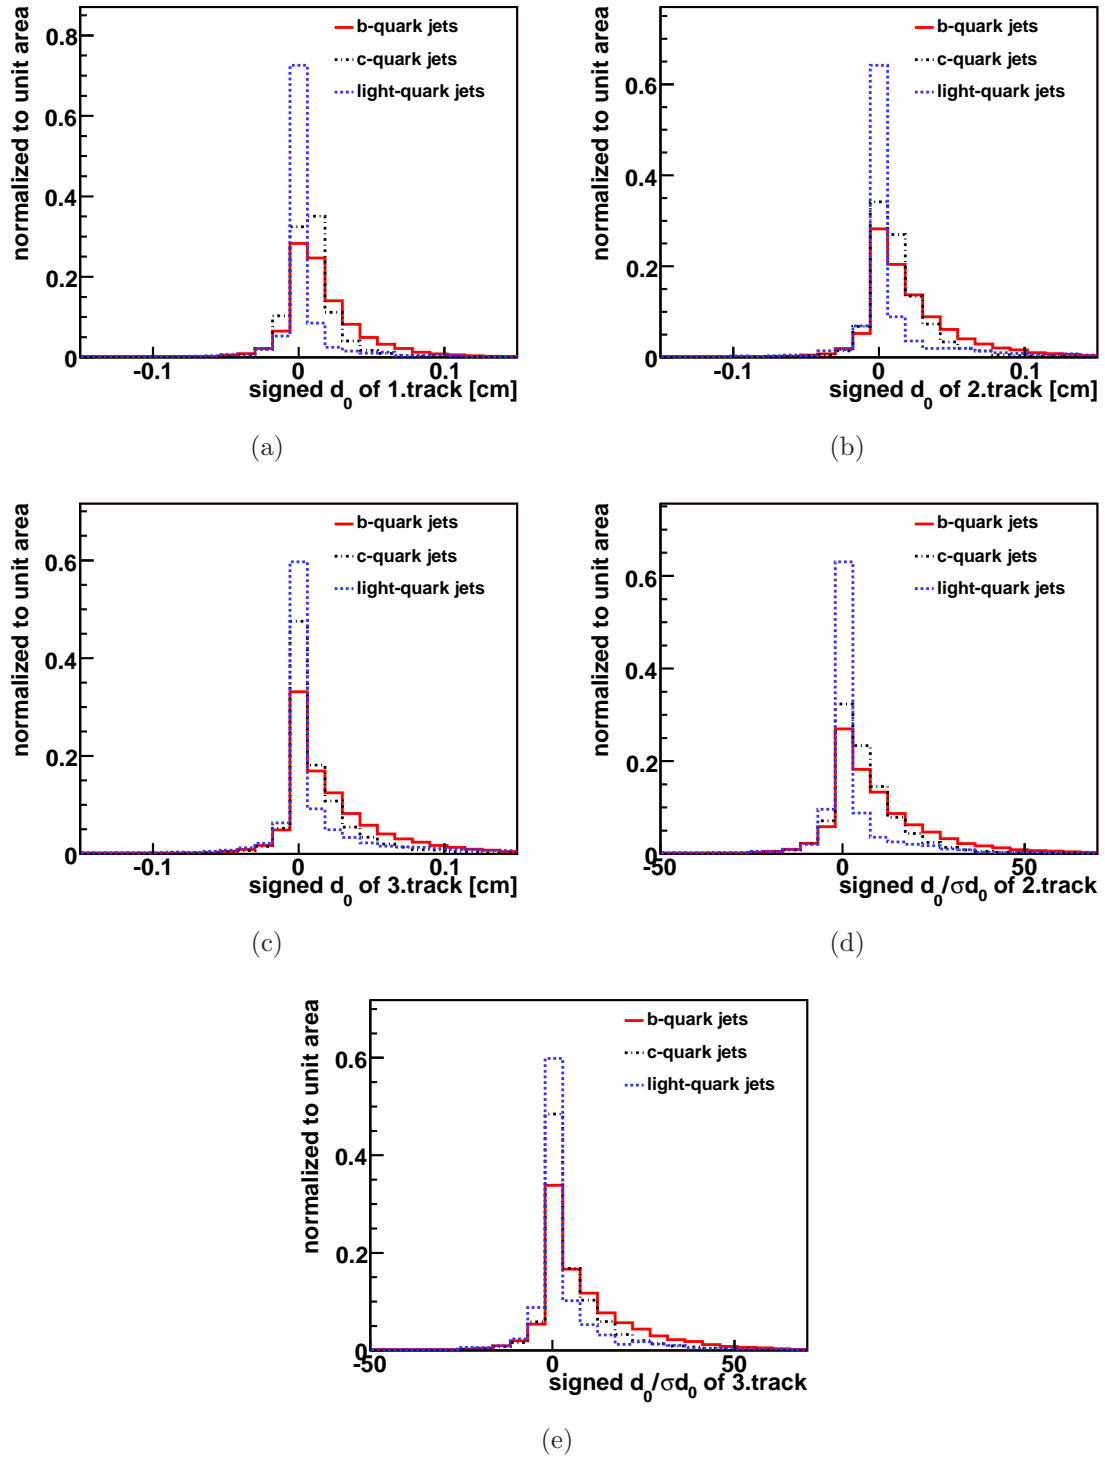 normalized to unit area
0.8
0.6
0.4
0.2
0
b-quark jets
c-quark jets
light-quark jets
-0.1
0
0.1
signed d0 of 1.track [cm]
(a)
normalized to unit area
0.6
0.4
0.2
0
b-quark jets
c-quark jets
light-quark jets
-0.1
0
0.1
signed d0 of 2.track [cm]
(b)
normalized to unit area
0.6
0.4
0.2
0
b-quark jets
c-quark jets
light-quark jets
-0.1
0
0.1
signed d0 of 3.track [cm]
(c)
normalized to unit area
0.6
0.4
0.2
0
b-quark jets
c-quark jets
light-quark jets
-50
0
50
signed d0/σd0 of 2.track
(d)
normalized to unit area
0.6
0.4
0.2
0
b-quark jets
c-quark jets
light-quark jets
-50
0
50
signed d0/σd0 of 3.track
(e)